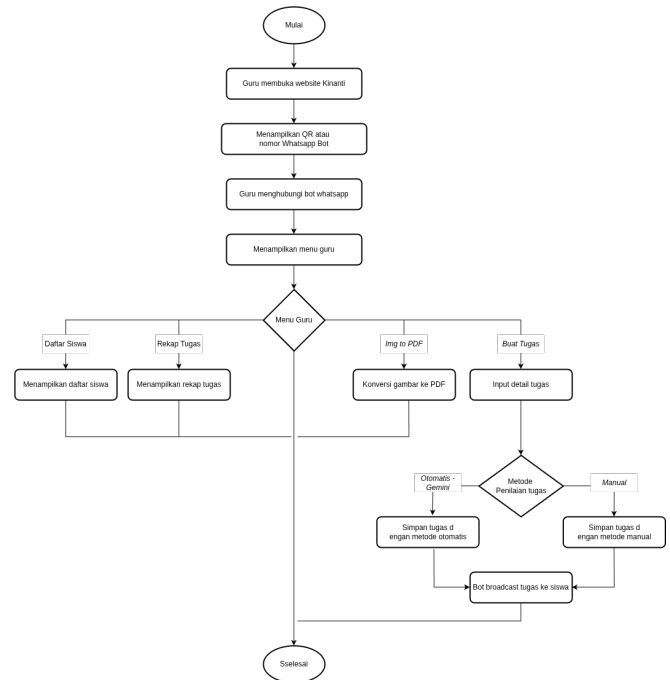 Mulai
Guru membuka website Kinanti
Menampilkan QR atau
nomor Whatsapp Bot
Guru menghubungi bot whatsapp
Menampilkan menu guru
Menu Guru
Daftar Siswa
Rekap Tugas
Img to PDF
Buat Tugas
Menampilkan daftar siswa
Menampilkan rekap tugas
Konversi gambar ke PDF
Input detail tugas
Metode
Penilaian tugas
Otomatis -
Gemini
Manual
Simpan tugas d
engan metode otomatis
Simpan tugas d
engan metode manual
Bot broadcast tugas ke siswa
Sselesai